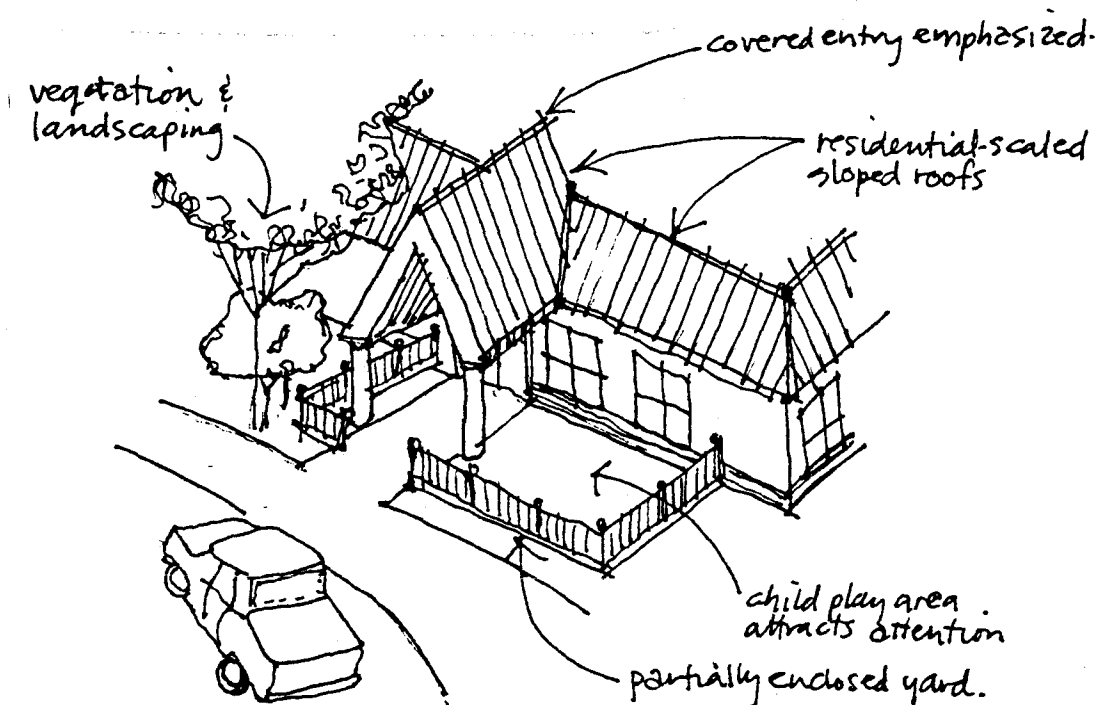 covered entry emphasized.
vegetation &
landscaping
residential-scaled
sloped roofs
child play area
attracts attention
partially enclosed yard.